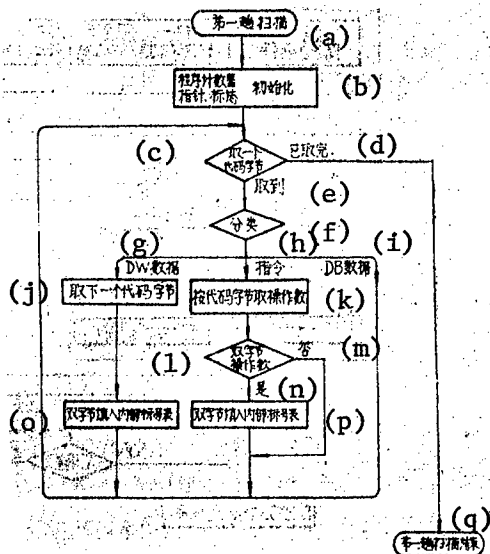 第一趟扫描
(a)
程序计数器
指针、标志
初始化
(b)
(c)
取一个
代码字节
已取完
(d)
取到
(e)
分类
(f)
(g)
(h)
(i)
DW数据
指令
DB数据
(j)
取下一个代码字节
按代码字节取操作数
(k)
(l)
双字节
操作数
否
(m)
是
(n)
(o)
双字节填入内部标号表
双字节填入内部标号表
(p)
(q)
第一趟扫描结束